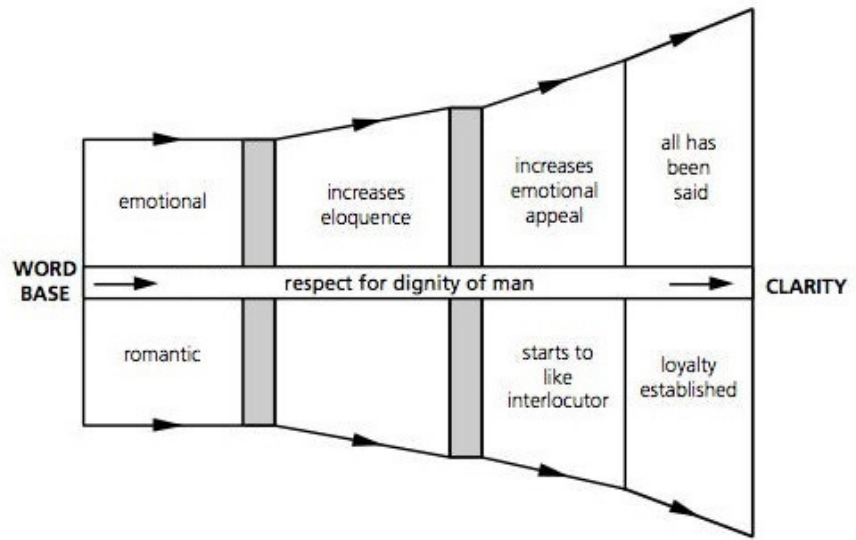 emotional
increases
eloquence
increases
emotional
appeal
all has
been
said
WORD
BASE
respect for dignity of man
CLARITY
romantic
starts to
like
interlocutor
loyalty
established